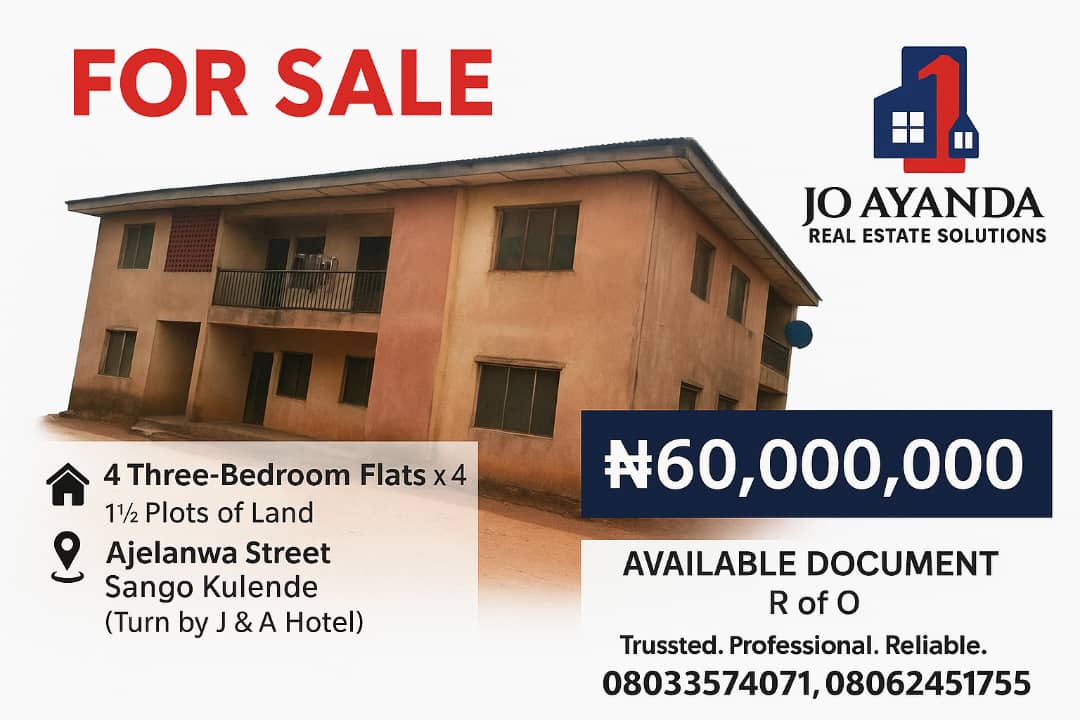 FOR SALE
JO AYANDA
REAL ESTATE SOLUTIONS
4 Three-Bedroom Flats x 4
1½ Plots of Land
Ajelanwa Street
Sango Kulende
(Turn by J & A Hotel)
₦60,000,000
AVAILABLE DOCUMENT
R of O
Trussted. Professional. Reliable.
08033574071, 08062451755